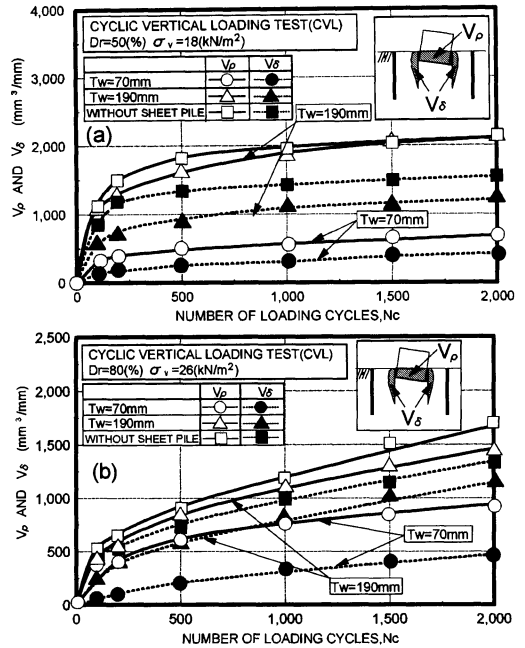 CYCLIC VERTICAL LOADING TEST(CVL)
Dr=50(%) σv=18(kN/m²)
Vρ Vδ
Tw=70mm
Tw=190mm
WITHOUT SHEET PILE
Vρ
Vδ
Tw=190mm
(a)
Tw=70mm
4,000
3,000
2,000
1,000
0
Vρ AND Vδ (mm³/mm)
0 500 1,000 1,500 2,000
NUMBER OF LOADING CYCLES,Nc
CYCLIC VERTICAL LOADING TEST(CVL)
Dr=80(%) σv=26(kN/m²)
Vρ Vδ
Tw=70mm
Tw=190mm
WITHOUT SHEET PILE
Vρ
Vδ
(b)
Tw=70mm
Tw=190mm
2,500
2,000
1,500
1,000
500
0
Vρ AND Vδ (mm³/mm)
0 500 1,000 1,500 2,000
NUMBER OF LOADING CYCLES,Nc